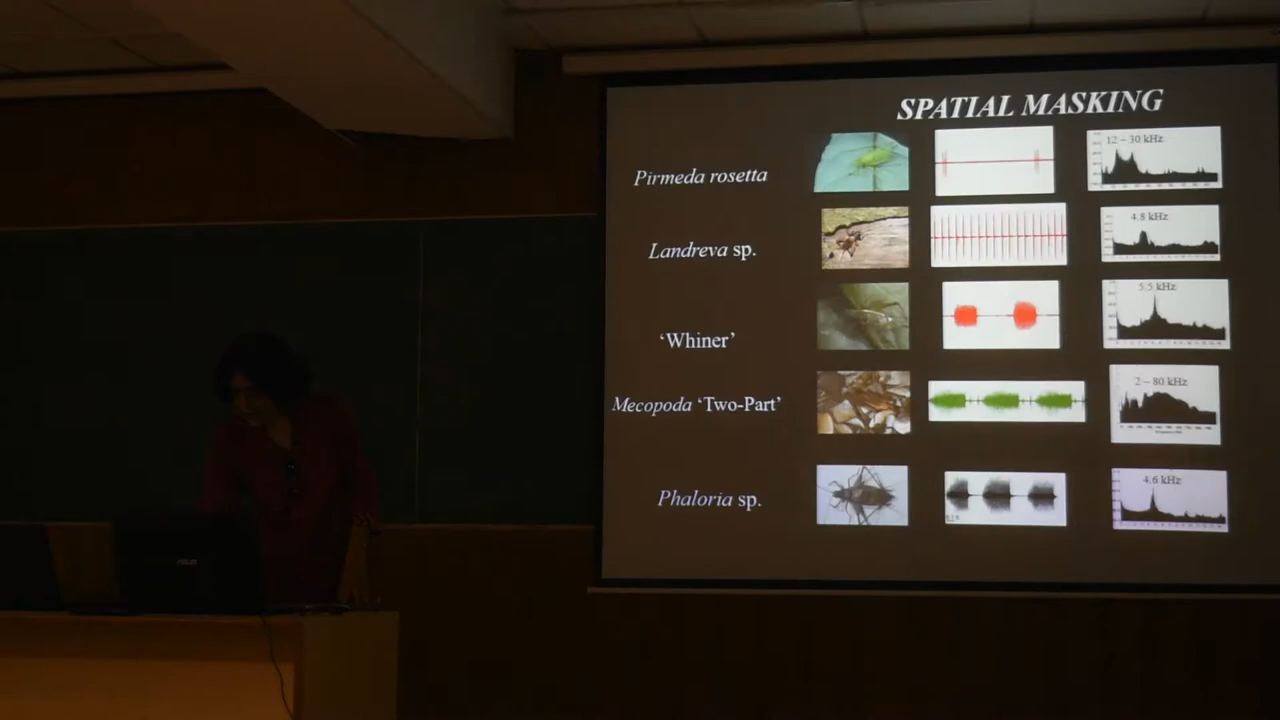 SPATIAL MASKING
Pirmeda rosetta
12 – 30 kHz
Landreva sp.
4.8 kHz
‘Whiner’
5.5 kHz
Mecopoda ‘Two-Part’
2 – 80 kHz
Phaloria sp.
4.6 kHz
ASUS